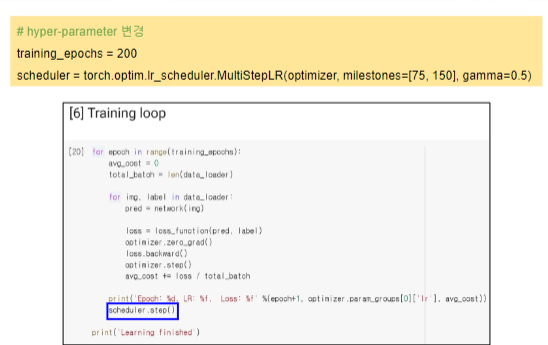 # hyper-parameter 변경
training_epochs = 200
scheduler = torch.optim.lr_scheduler.MultiStepLR(optimizer, milestones=[75, 150], gamma=0.5)
[6] Training loop
[20] for epoch in range(training_epochs):
avg_cost = 0
total_batch = len(data_loader)
for img, label in data_loader:
pred = network(img)
loss = loss_function(pred, label)
optimizer.zero_grad()
loss.backward()
optimizer.step()
avg_cost += loss / total_batch
print('Epoch: %d, LR: %f, Loss: %f' %(epoch+1, optimizer.param_groups[0]['lr'], avg_cost))
scheduler.step()
print('Learning finished')